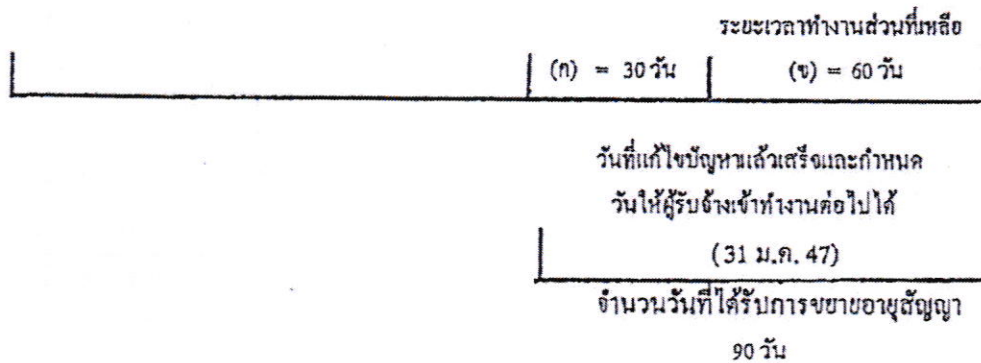 ระยะเวลาทำงานส่วนที่เหลือ
(ก) = 30 วัน (ข) = 60 วัน
วันที่แก้ไขปัญหาแล้วเสร็จและกำหนด
วันให้ผู้รับจ้างเข้าทำงานต่อไปได้
(31 ม.ค. 47)
จำนวนวันที่ได้รับการขยายอายุสัญญา
90 วัน